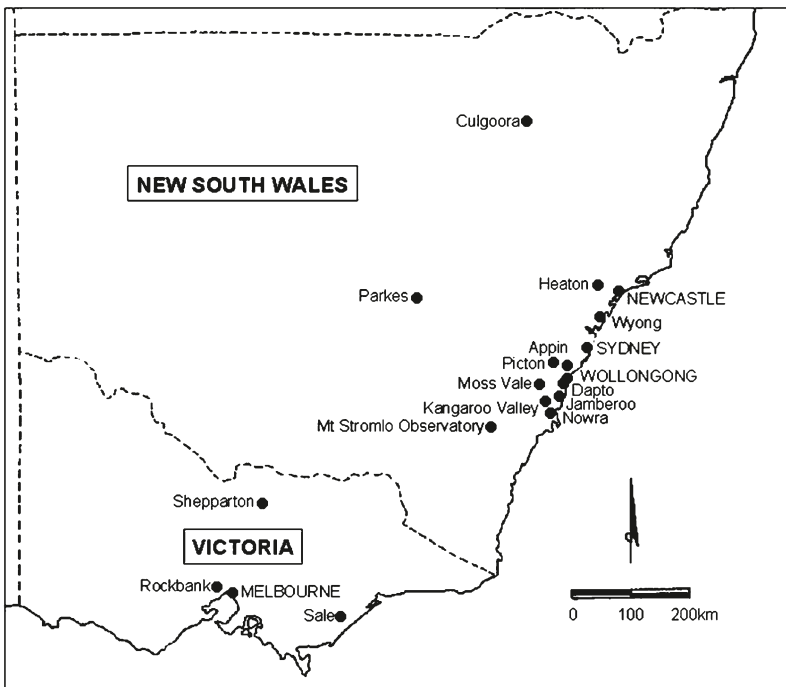 Culgoora
NEW SOUTH WALES
Heaton
Parkes
NEWCASTLE
Wyong
SYDNEY
Appin
Picton
WOLLONGONG
Moss Vale
Dapto
Jamberoo
Kangaroo Valley
Nowra
Mt Stromlo Observatory
Shepparton
VICTORIA
Rockbank
MELBOURNE
Sale
0 100 200km